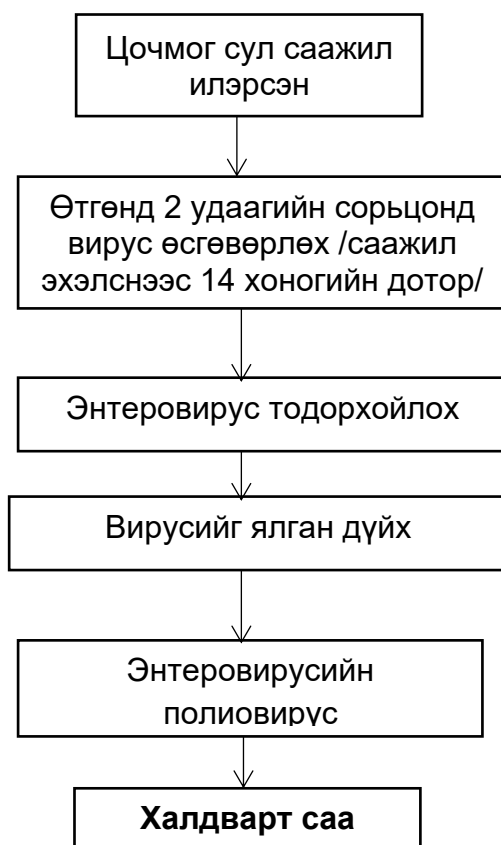 Цочмог сул саажил
илэрсэн
Өтгөнд 2 удаагийн сорьцонд
вирус өсгөвөрлөх /саажил
эхэлснээс 14 хоногийн дотор/
Энтеровирус тодорхойлох
Вирусийг ялган дүйх
Энтеровирусийн
полиовирус
Халдварт саа